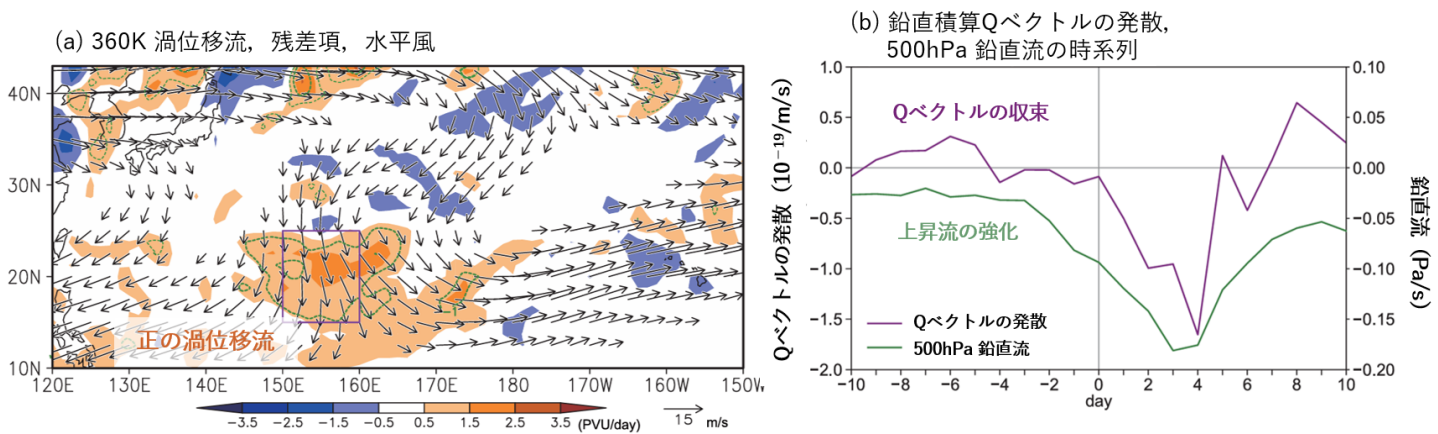 (a) 360K 渦位移流，残差項，水平風
40N
30N
20N
10N
正の渦位移流
120E 130E 140E 150E 160E 170E 180 170W 160W 150W
-3.5 -2.5 -1.5 -0.5 0.5 1.5 2.5 3.5 (PVU/day)
15 m/s
(b) 鉛直積算Qベクトルの発散，
500hPa 鉛直流の時系列
Qベクトルの発散 (10⁻¹⁹/m/s)
1.0
0.5
0.0
-0.5
-1.0
-1.5
-2.0
Qベクトルの収束
上昇流の強化
Qベクトルの発散
500hPa 鉛直流
-10 -8 -6 -4 -2 0 2 4 6 8 10
day
0.10
0.05
0.00
-0.05
-0.10
-0.15
-0.20
鉛直流 (Pa/s)